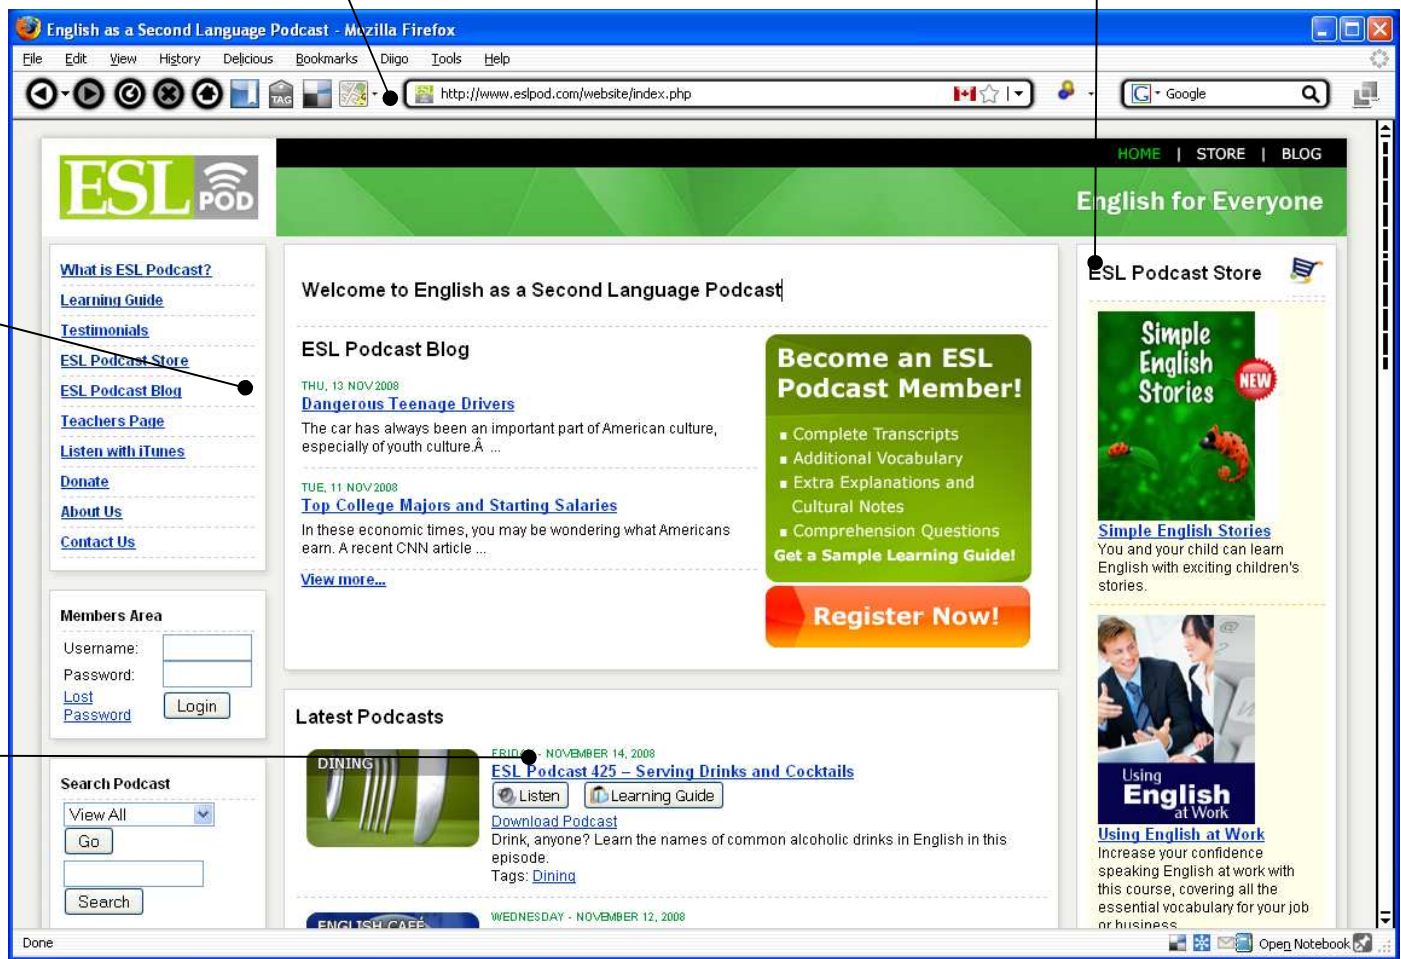 English as a Second Language Podcast - Mozilla Firefox
File Edit View History Delicious Bookmarks Diigo Tools Help
TAG
http://www.eslpod.com/website/index.php
G Google
HOME | STORE | BLOG
ESL POD
English for Everyone
What is ESL Podcast?
Learning Guide
Testimonials
ESL Podcast Store
ESL Podcast Blog
Teachers Page
Listen with iTunes
Donate
About Us
Contact Us
Members Area
Username:
Password:
Lost
Password
Login
Search Podcast
View All
Go
Search
Welcome to English as a Second Language Podcast
ESL Podcast Blog
THU, 13 NOV 2008
Dangerous Teenage Drivers
The car has always been an important part of American culture,
especially of youth culture.Â ...
TUE, 11 NOV 2008
Top College Majors and Starting Salaries
In these economic times, you may be wondering what Americans
earn. A recent CNN article ...
View more...
Become an ESL
Podcast Member!
Complete Transcripts
Additional Vocabulary
Extra Explanations and
Cultural Notes
Comprehension Questions
Get a Sample Learning Guide!
Register Now!
Latest Podcasts
DINING
FRIDAY - NOVEMBER 14, 2008
ESL Podcast 425 – Serving Drinks and Cocktails
Listen Learning Guide
Download Podcast
Drink, anyone? Learn the names of common alcoholic drinks in English in this
episode.
Tags: Dining
ENGLISH CAFÉ
WEDNESDAY - NOVEMBER 12, 2008
ESL Podcast Store
Simple
English
Stories
NEW
Simple English Stories
You and your child can learn
English with exciting children's
stories.
Using
English
at Work
Using English at Work
Increase your confidence
speaking English at work with
this course, covering all the
essential vocabulary for your job
or business.
Done
Open Notebook